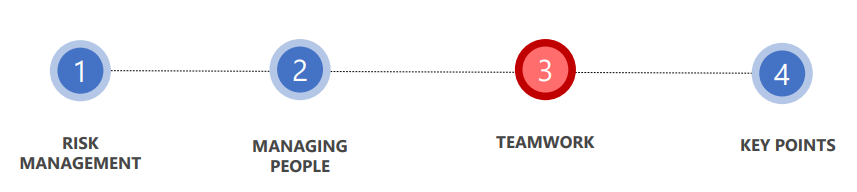 1
2
3
4
RISK
MANAGEMENT
MANAGING
PEOPLE
TEAMWORK
KEY POINTS